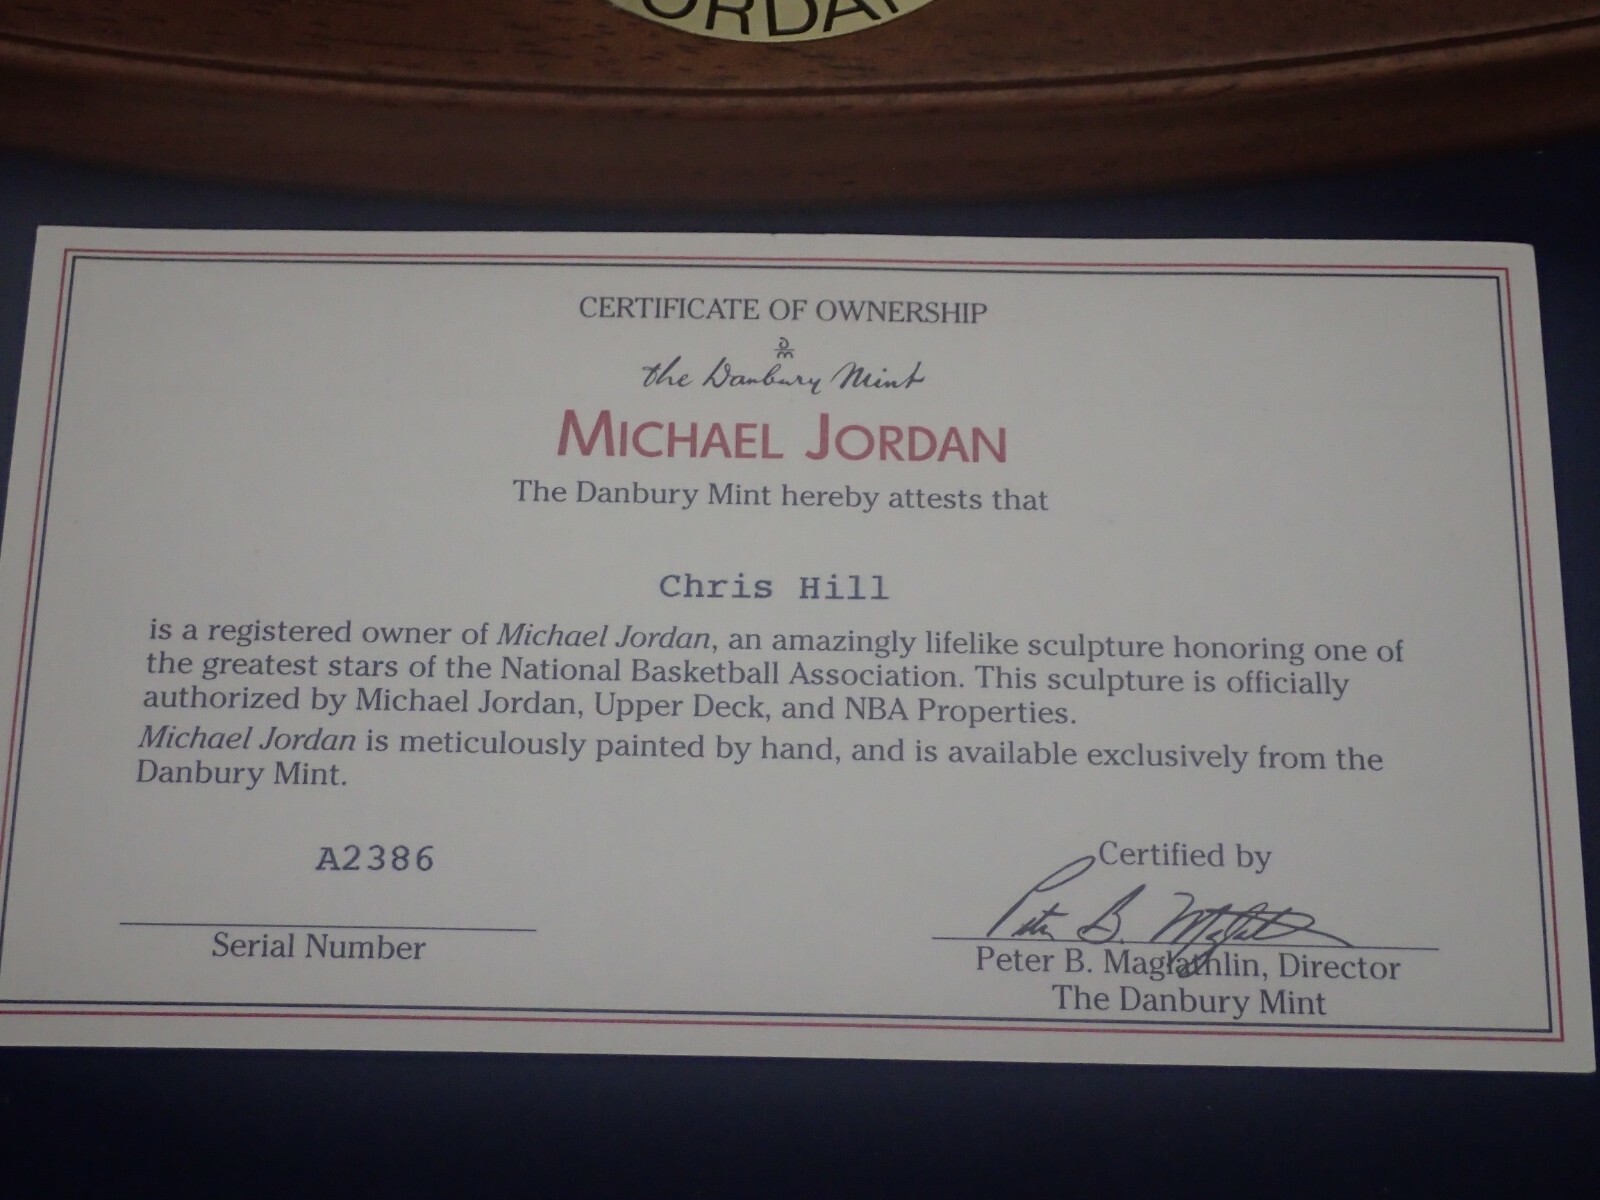 JORDAN
CERTIFICATE OF OWNERSHIP
the Danbury Mint
MICHAEL JORDAN
The Danbury Mint hereby attests that
Chris Hill
is a registered owner of Michael Jordan, an amazingly lifelike sculpture honoring one of
the greatest stars of the National Basketball Association. This sculpture is officially
authorized by Michael Jordan, Upper Deck, and NBA Properties.
Michael Jordan is meticulously painted by hand, and is available exclusively from the
Danbury Mint.
A2386
Serial Number
Certified by
Peter B. Maglathlin
Peter B. Maglathlin, Director
The Danbury Mint